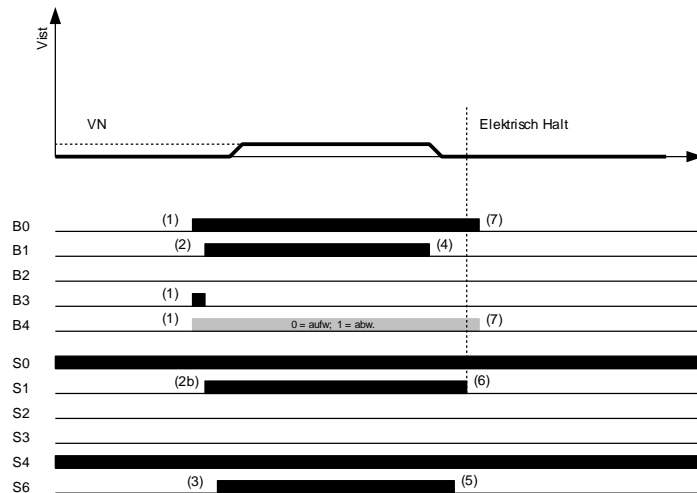 Vist
VN
Elektrisch Halt
B0 (1) (7)
B1 (2) (4)
B2
B3 (1)
B4 (1) 0 = aufw; 1 = abw. (7)
S0
S1 (2b) (6)
S2
S3
S4
S6 (3) (5)